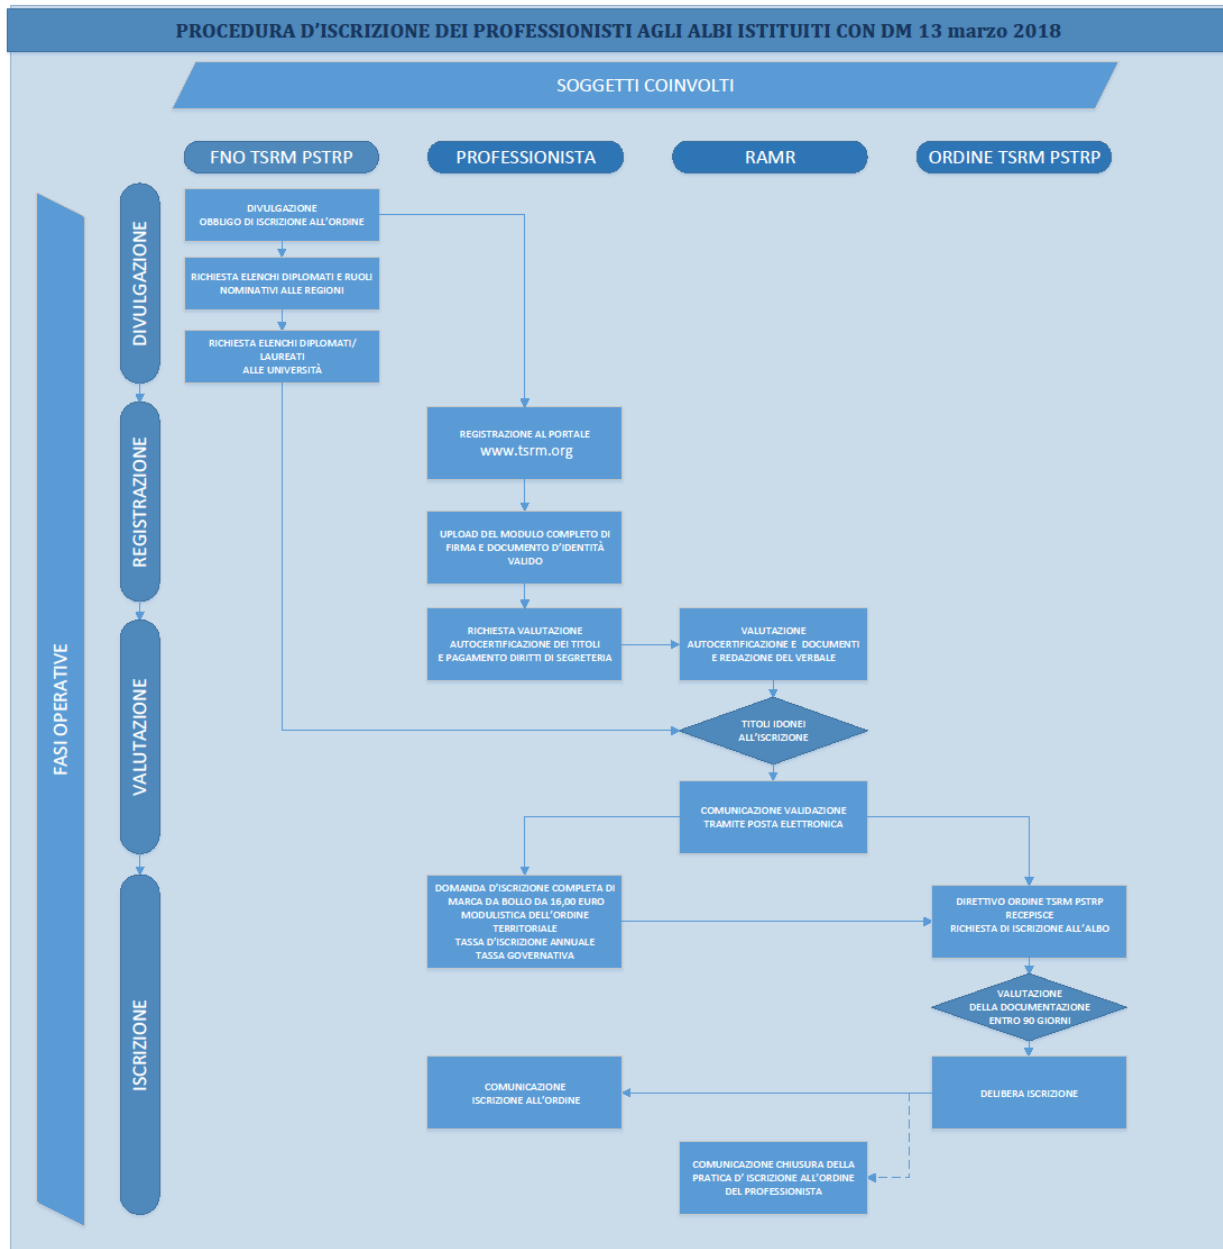 PROCEDURA D'ISCRIZIONE DEI PROFESSIONISTI AGLI ALBI ISTITUITI CON DM 13 marzo 2018
SOGGETTI COINVOLTI
FNO TSRM PSTRP
PROFESSIONISTA
RAMR
ORDINE TSRM PSTRP
FASI OPERATIVE
DIVULGAZIONE
DIVULGAZIONE
OBBLIGO DI ISCRIZIONE ALL'ORDINE
RICHIESTA ELENCHI DIPLOMATI E RUOLI
NOMINATIVI ALLE REGIONI
RICHIESTA ELENCHI DIPLOMATI/
LAUREATI
ALLE UNIVERSITÀ
REGISTRAZIONE
REGISTRAZIONE AL PORTALE
www.tsrm.org
UPLOAD DEL MODULO COMPLETO DI
FIRMA E DOCUMENTO D'IDENTITÀ
VALIDO
VALUTAZIONE
RICHIESTA VALUTAZIONE
AUTOCERTIFICAZIONE DEI TITOLI
E PAGAMENTO DIRITTI DI SEGRETERIA
VALUTAZIONE
AUTOCERTIFICAZIONE E DOCUMENTI
E REDAZIONE DEL VERBALE
TITOLI IDONEI
ALL'ISCRIZIONE
COMUNICAZIONE VALIDAZIONE
TRAMITE POSTA ELETTRONICA
ISCRIZIONE
DOMANDA D'ISCRIZIONE COMPLETA DI
MARCA DA BOLLO DA 16,00 EURO
MODULISTICA DELL'ORDINE
TERRITORIALE
TASSA D'ISCRIZIONE ANNUALE
TASSA GOVERNATIVA
DIRETTIVO ORDINE TSRM PSTRP
RECEPISCE
RICHIESTA DI ISCRIZIONE ALL'ALBO
VALUTAZIONE
DELLA DOCUMENTAZIONE
ENTRO 90 GIORNI
COMUNICAZIONE
ISCRIZIONE ALL'ORDINE
DELIBERA ISCRIZIONE
COMUNICAZIONE CHIUSURA DELLA
PRATICA D' ISCRIZIONE ALL'ORDINE
DEL PROFESSIONISTA